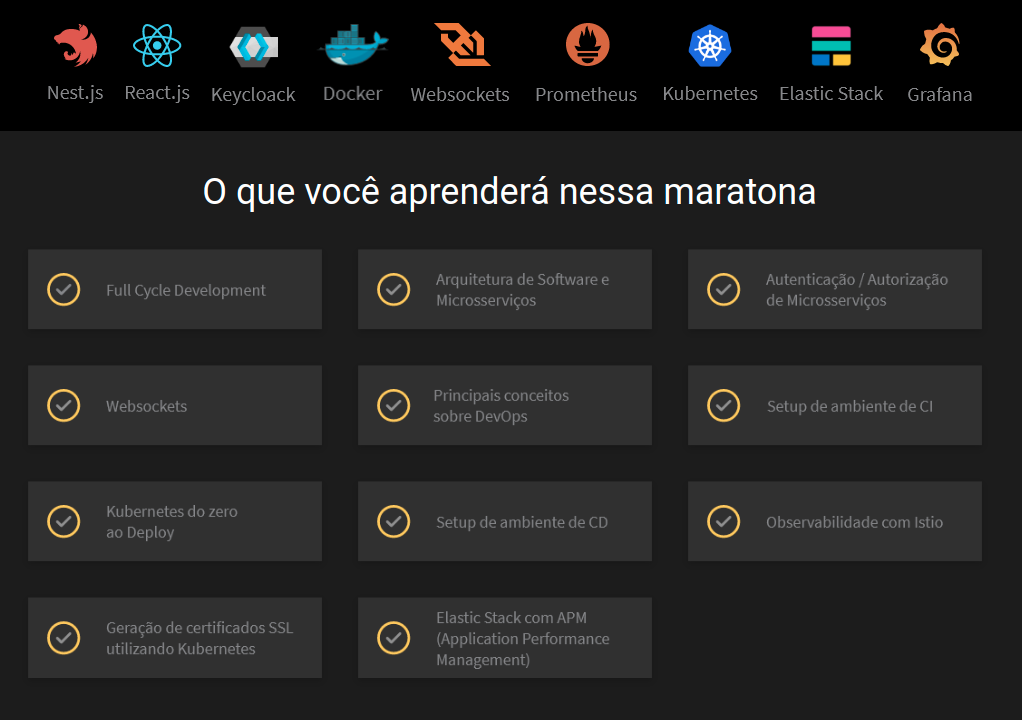 Nest.js
React.js
Keycloack
Docker
Websockets
Prometheus
Kubernetes
Elastic Stack
Grafana
O que você aprenderá nessa maratona
Full Cycle Development
Arquitetura de Software e
Microsserviços
Autenticação / Autorização
de Microsserviços
Websockets
Principais conceitos
sobre DevOps
Setup de ambiente de CI
Kubernetes do zero
ao Deploy
Setup de ambiente de CD
Observabilidade com Istio
Geração de certificados SSL
utilizando Kubernetes
Elastic Stack com APM
(Application Performance
Management)